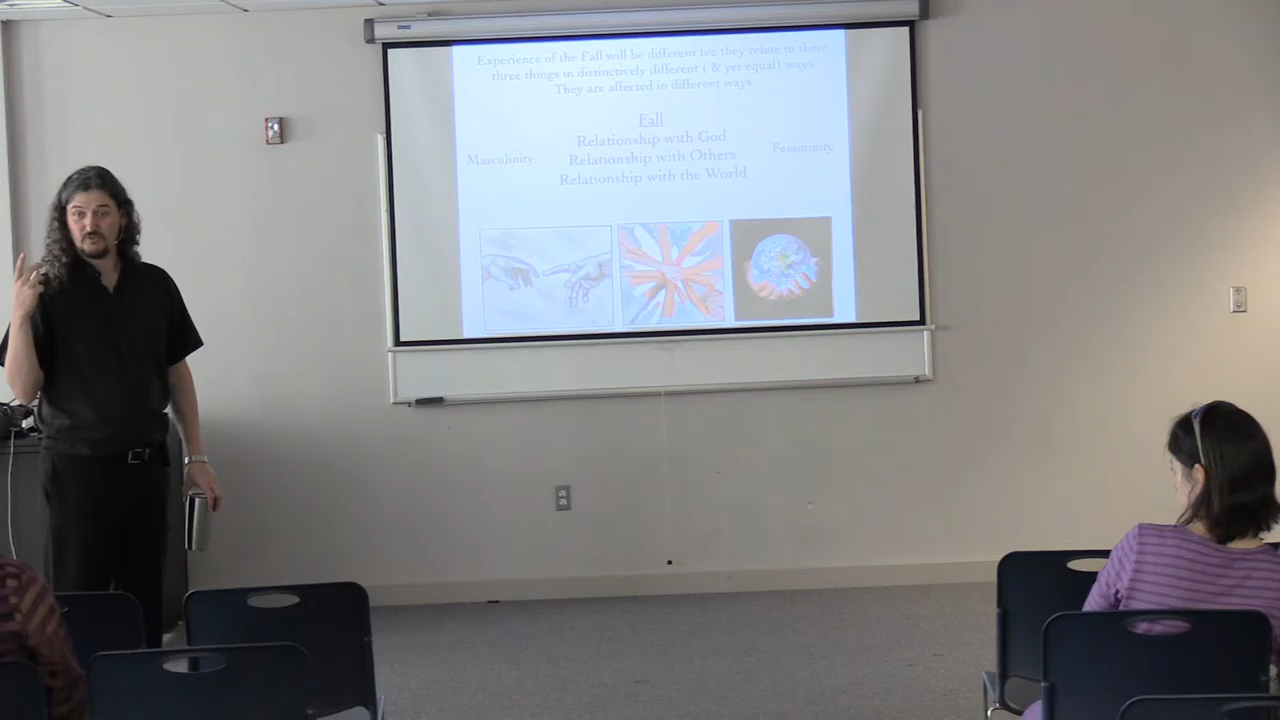 Experience of the Fall will be different b/c they relate to these
three things in distinctively different ( & yet equal) ways
They are affected in different ways
Fall
Relationship with God
Masculinity Relationship with Others Femininity
Relationship with the World